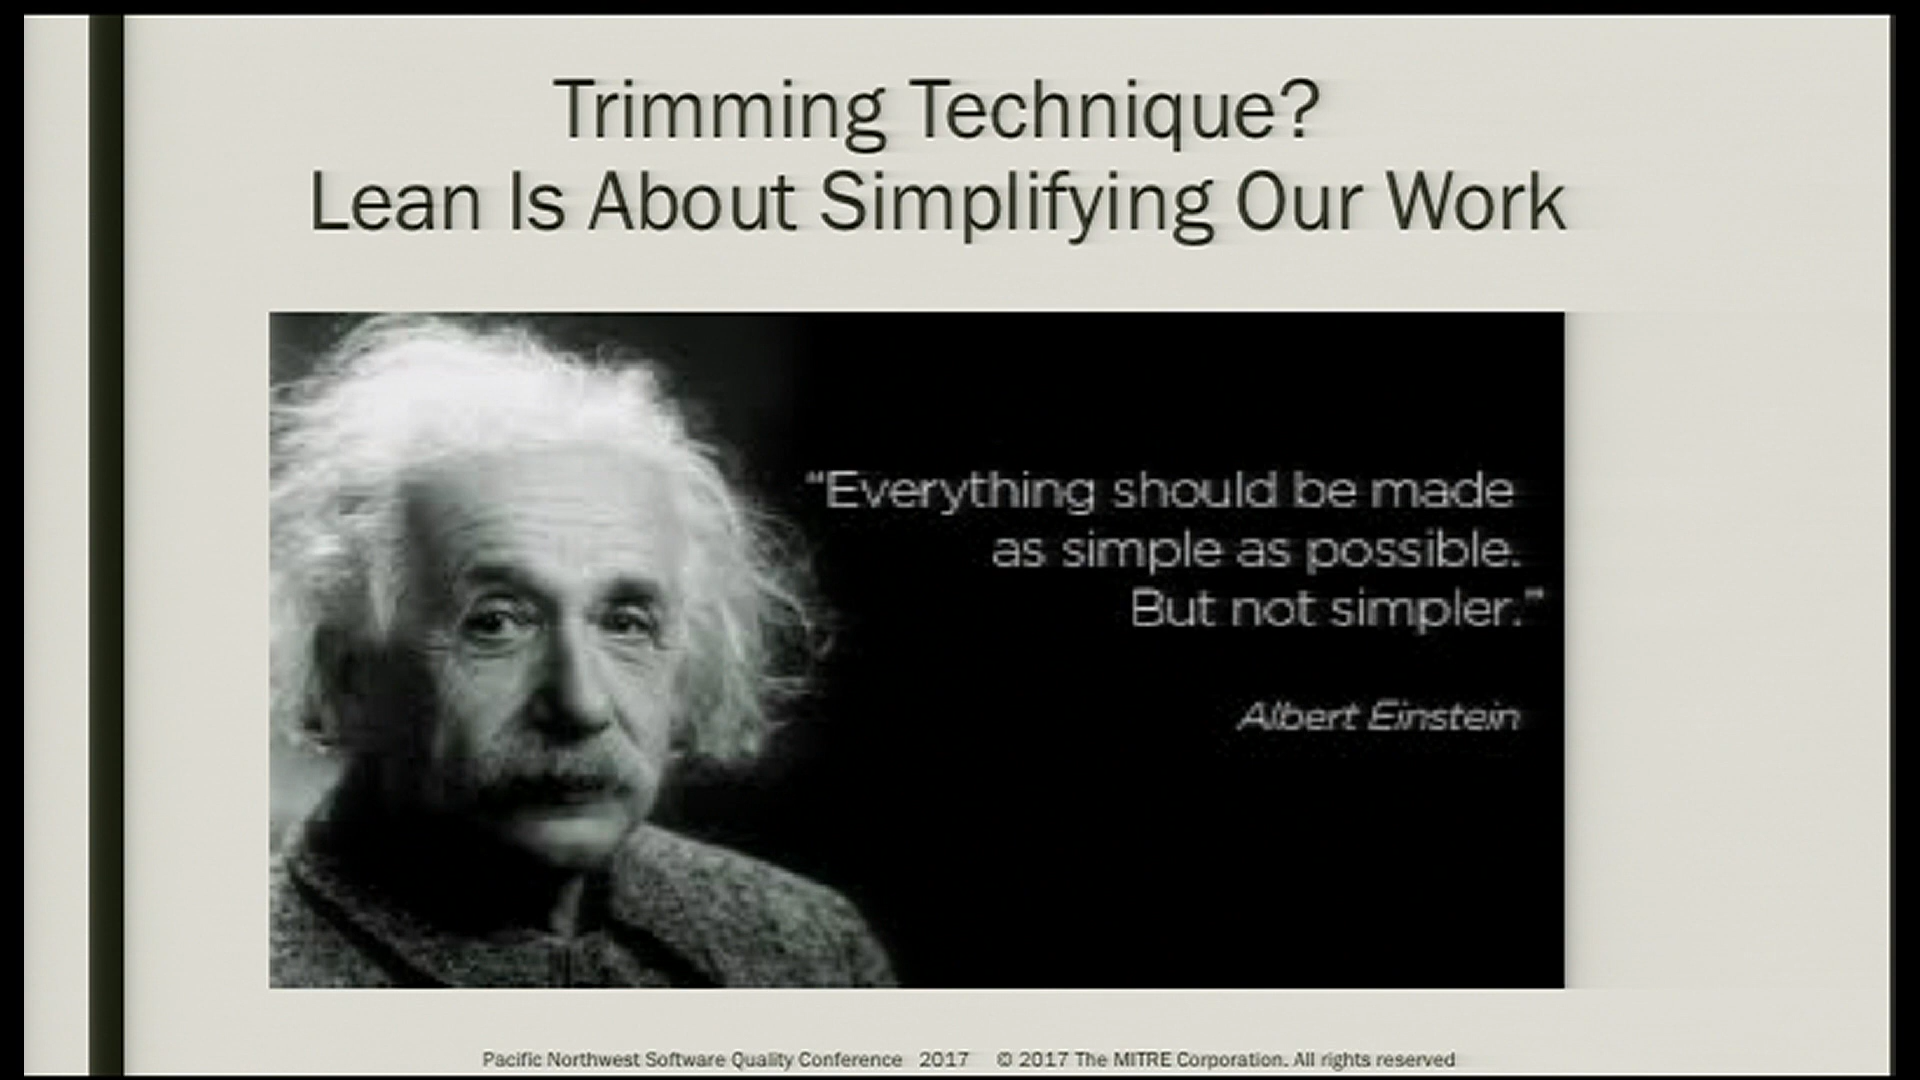 Trimming Technique?
Lean Is About Simplifying Our Work
“Everything should be made
as simple as possible.
But not simpler.”
Albert Einstein
Pacific Northwest Software Quality Conference 2017 © 2017 The MITRE Corporation. All rights reserved